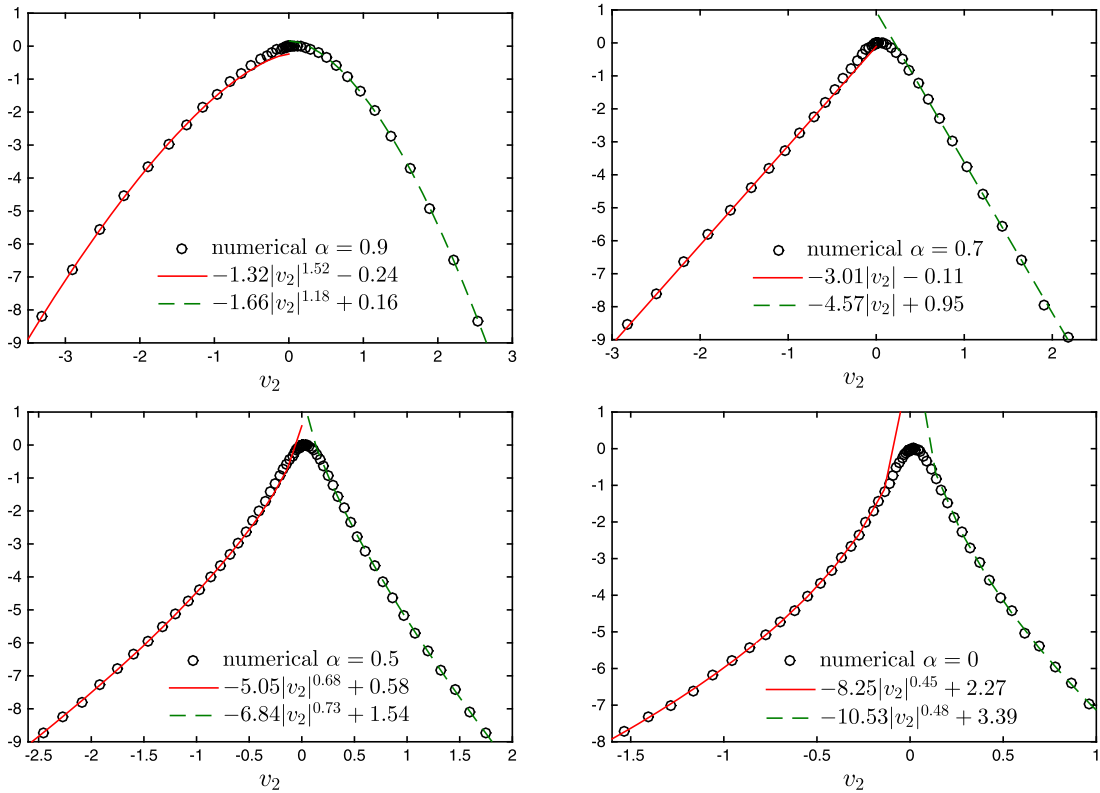 1
0
-1
-2
-3
-4
-5
-6
-7
-8
-9
numerical α = 0.9
−1.32|v₂|^1.52 − 0.24
−1.66|v₂|^1.18 + 0.16
-3 -2 -1 0 1 2 3
v₂
1
0
-1
-2
-3
-4
-5
-6
-7
-8
-9
numerical α = 0.7
−3.01|v₂| − 0.11
−4.57|v₂| + 0.95
-3 -2 -1 0 1 2
v₂
1
0
-1
-2
-3
-4
-5
-6
-7
-8
-9
numerical α = 0.5
−5.05|v₂|^0.68 + 0.58
−6.84|v₂|^0.73 + 1.54
-2.5 -2 -1.5 -1 -0.5 0 0.5 1 1.5 2
v₂
1
0
-1
-2
-3
-4
-5
-6
-7
-8
numerical α = 0
−8.25|v₂|^0.45 + 2.27
−10.53|v₂|^0.48 + 3.39
-1.5 -1 -0.5 0 0.5 1
v₂